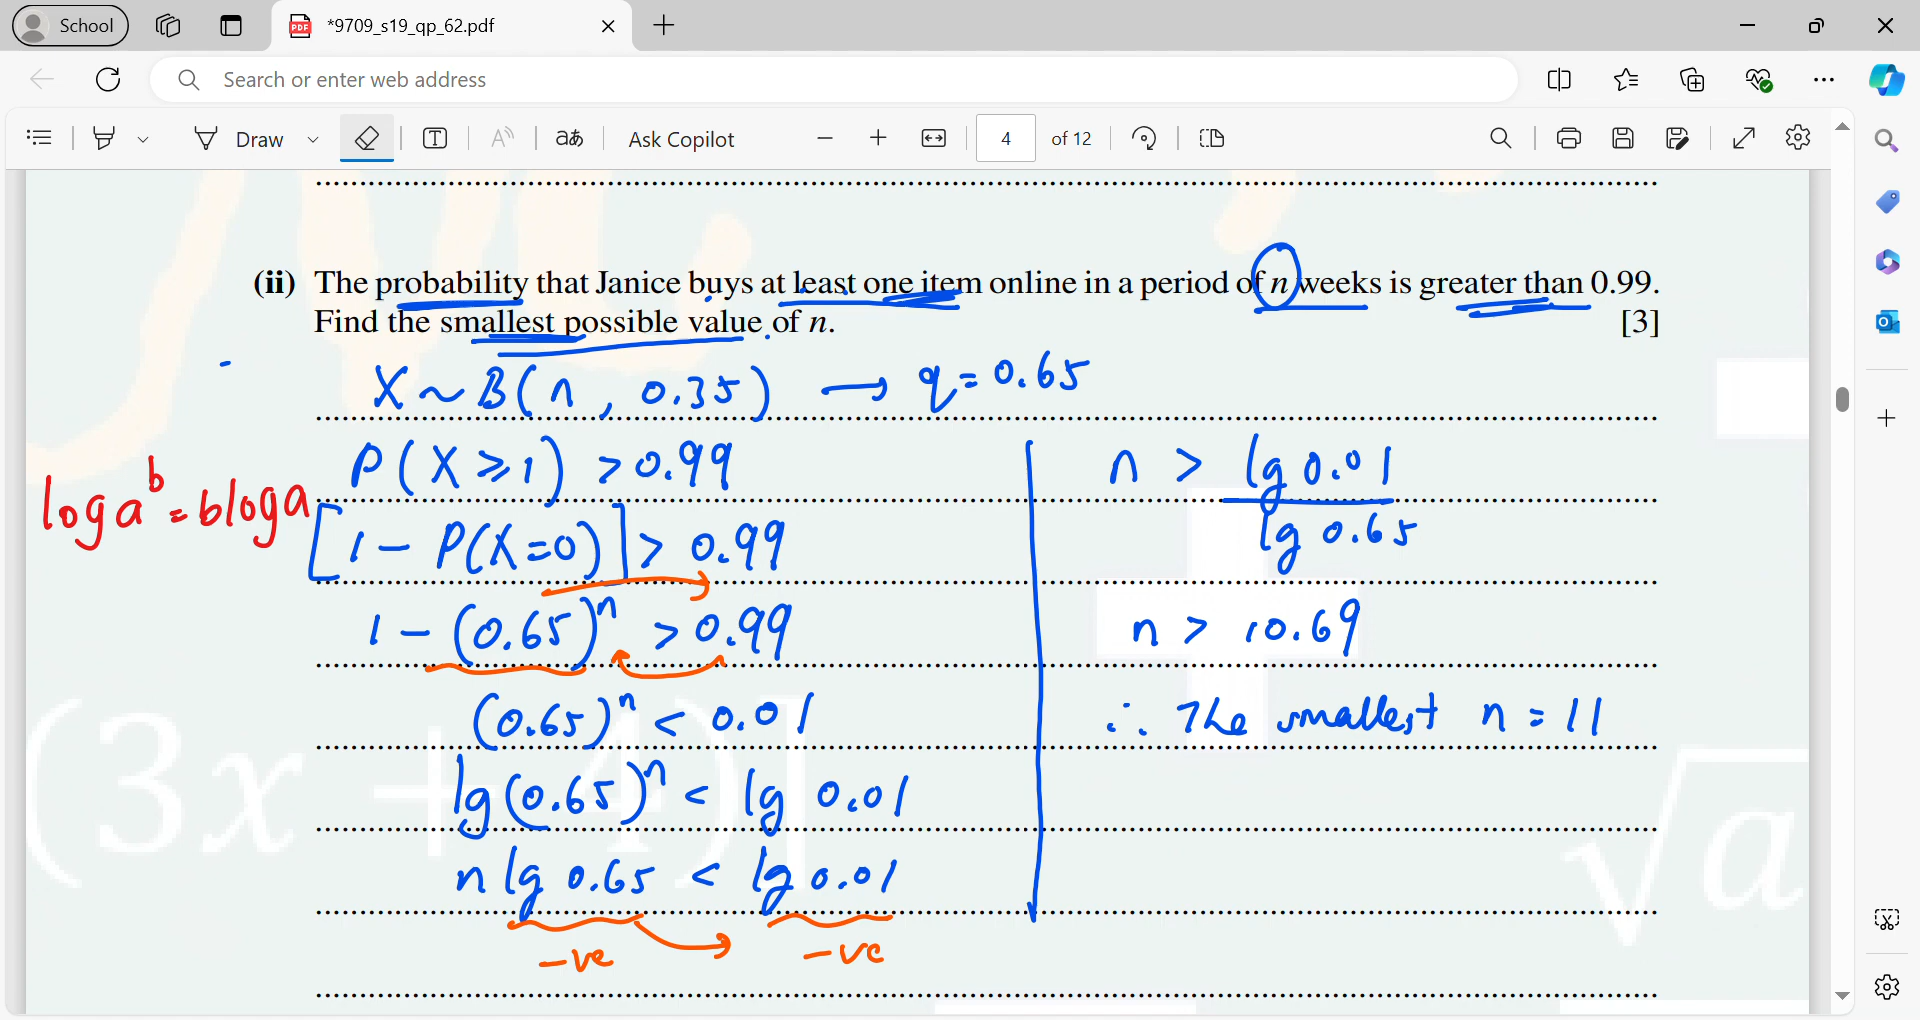 School
*9709_s19_qp_62.pdf
Search or enter web address
Draw
aあ
Ask Copilot
4 of 12
(ii) The probability that Janice buys at least one item online in a period of n weeks is greater than 0.99.
Find the smallest possible value of n. [3]
X ~ B(n, 0.35) → q = 0.65
P(X ≥ 1) > 0.99
log a^b = b log a
[1 - P(X=0)] > 0.99
1 - (0.65)^n > 0.99
(0.65)^n < 0.01
lg(0.65)^n < lg 0.01
n lg 0.65 < lg 0.01
-ve -ve
n > lg 0.01
lg 0.65
n > 10.69
∴ The smallest n = 11
(3x + 4)]
√a